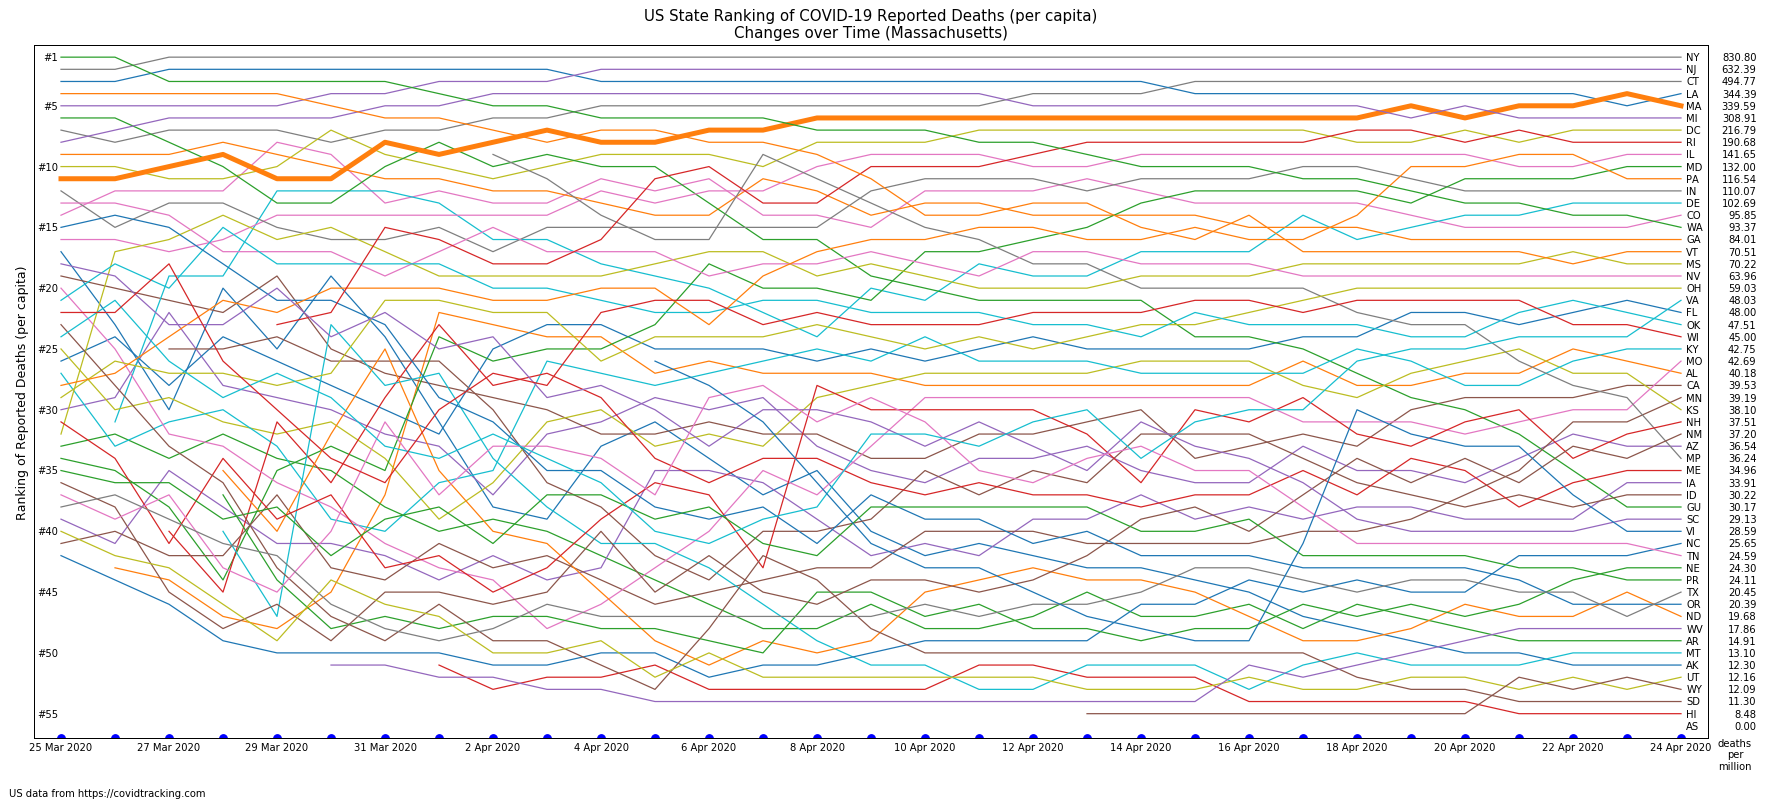 US State Ranking of COVID-19 Reported Deaths (per capita)
Changes over Time (Massachusetts)
Ranking of Reported Deaths (per capita)
#1
#5
#10
#15
#20
#25
#30
#35
#40
#45
#50
#55
NY 830.80
NJ 632.39
CT 494.77
LA 344.39
MA 339.59
MI 308.91
DC 216.79
RI 190.68
IL 141.65
MD 132.00
PA 116.54
IN 110.07
DE 102.69
CO 95.85
WA 93.37
GA 84.01
VT 70.51
MS 70.22
NV 63.96
OH 59.03
VA 48.03
FL 48.00
OK 47.51
WI 45.00
KY 42.75
MO 42.69
AL 40.18
CA 39.53
MN 39.19
KS 38.10
NH 37.51
NM 37.20
AZ 36.54
MP 36.24
ME 34.96
IA 33.91
ID 30.22
GU 30.17
SC 29.13
VI 28.59
NC 25.65
TN 24.59
NE 24.30
PR 24.11
TX 20.45
OR 20.39
ND 19.68
WV 17.86
AR 14.91
MT 13.10
AK 12.30
UT 12.16
WY 12.09
SD 11.30
HI 8.48
AS 0.00
25 Mar 2020 27 Mar 2020 29 Mar 2020 31 Mar 2020 2 Apr 2020 4 Apr 2020 6 Apr 2020 8 Apr 2020 10 Apr 2020 12 Apr 2020 14 Apr 2020 16 Apr 2020 18 Apr 2020 20 Apr 2020 22 Apr 2020 24 Apr 2020
deaths
per
million
US data from https://covidtracking.com